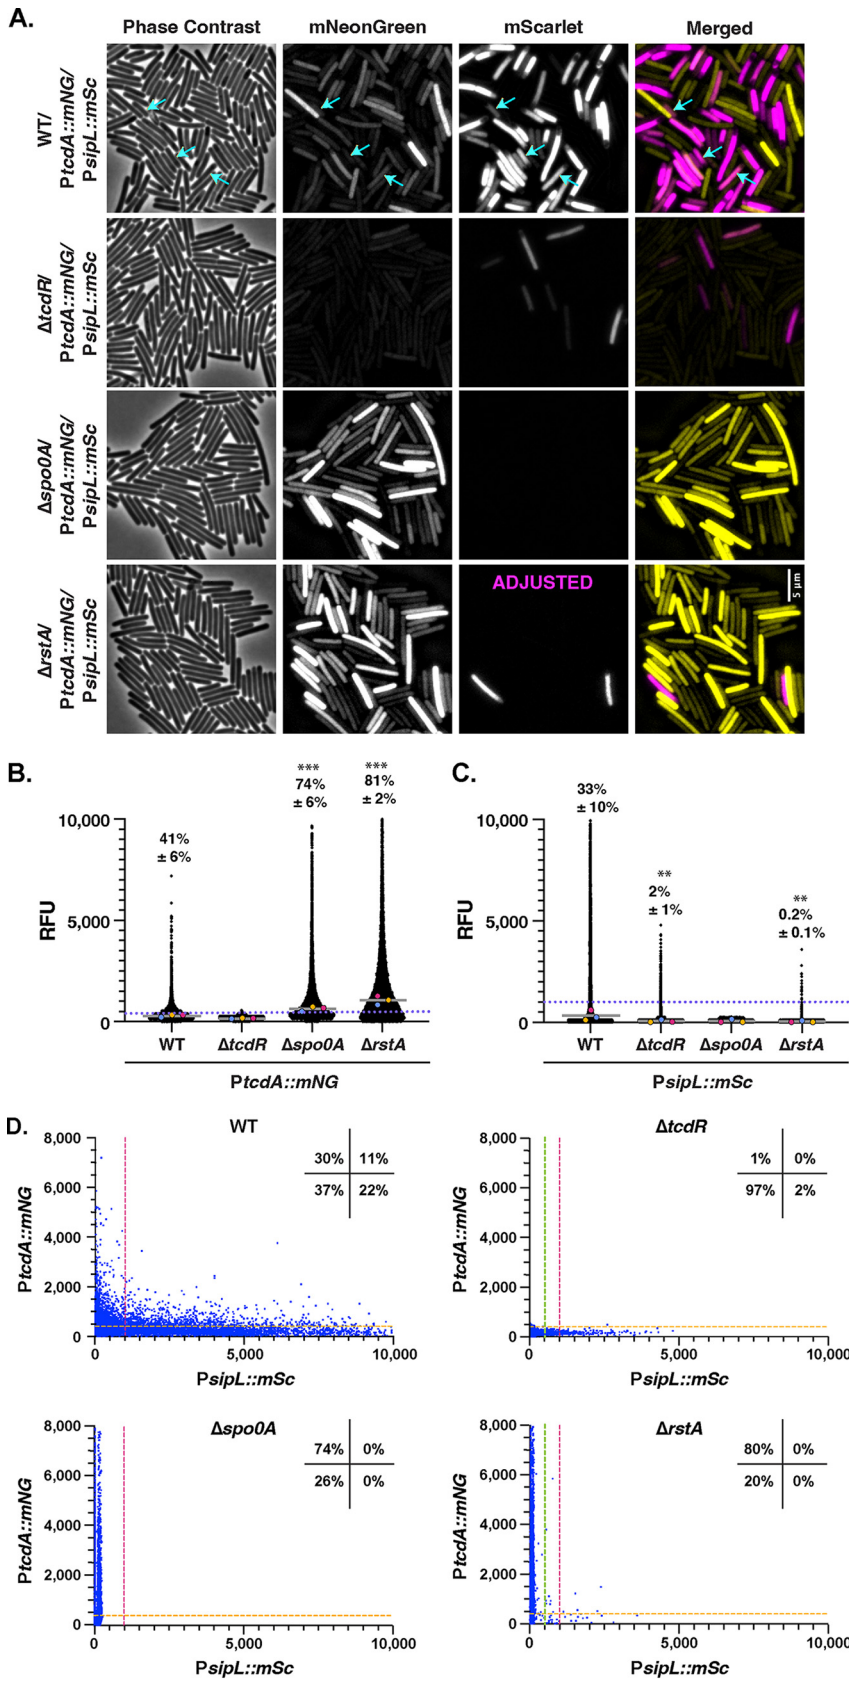 A.
Phase Contrast mNeonGreen mScarlet Merged
WT/
PtcdA::mNG/
PsipL::mSc
ΔtcdR/
PtcdA::mNG/
PsipL::mSc
Δspo0A/
PtcdA::mNG/
PsipL::mSc
ΔrstA/
PtcdA::mNG/
PsipL::mSc
ADJUSTED
5 µm
B.
RFU
10,000
5,000
0
41%
± 6%
***
74%
± 6%
***
81%
± 2%
WT ΔtcdR Δspo0A ΔrstA
PtcdA::mNG
C.
RFU
10,000
5,000
0
33%
± 10%
**
2%
± 1%
**
0.2%
± 0.1%
WT ΔtcdR Δspo0A ΔrstA
PsipL::mSc
D.
WT
PtcdA::mNG
8,000
6,000
4,000
2,000
0
30% 11%
37% 22%
0 5,000 10,000
PsipL::mSc
ΔtcdR
PtcdA::mNG
8,000
6,000
4,000
2,000
0
1% 0%
97% 2%
0 5,000 10,000
PsipL::mSc
Δspo0A
PtcdA::mNG
8,000
6,000
4,000
2,000
0
74% 0%
26% 0%
0 5,000 10,000
PsipL::mSc
ΔrstA
PtcdA::mNG
8,000
6,000
4,000
2,000
0
80% 0%
20% 0%
0 5,000 10,000
PsipL::mSc